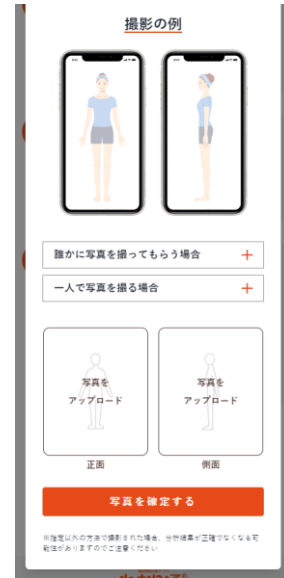 撮影の例
誰かに写真を撮ってもらう場合
一人で写真を撮る場合
写真を
アップロード
写真を
アップロード
正面
側面
写真を確定する
※指定以外の方法で撮影された場合、分析結果が正確でなくなる可
能性がありますのでご注意ください